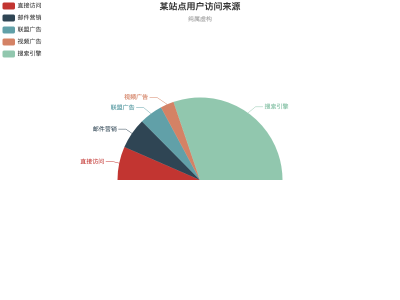 某站点用户访问来源
纯属虚构
直接访问
邮件营销
联盟广告
视频广告
搜索引擎
视频广告
联盟广告
搜索引擎
邮件营销
直接访问